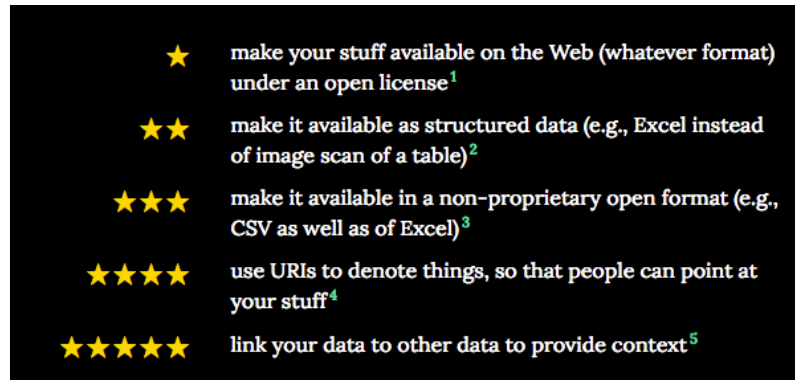 ★ make your stuff available on the Web (whatever format)
under an open license¹
★★ make it available as structured data (e.g., Excel instead
of image scan of a table)²
★★★ make it available in a non-proprietary open format (e.g.,
CSV as well as of Excel)³
★★★★ use URIs to denote things, so that people can point at
your stuff⁴
★★★★★ link your data to other data to provide context⁵